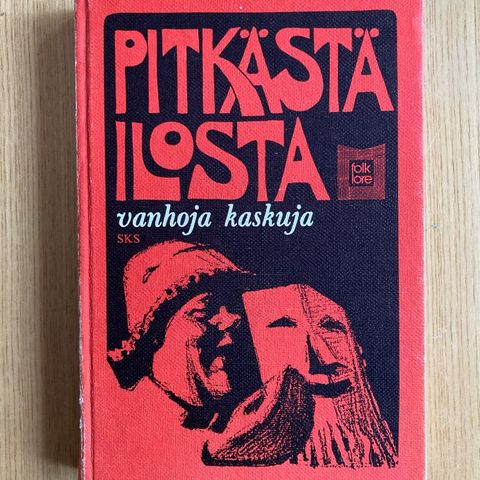 PITKÄSTÄ
ILOSTA
folk
lore
vanhoja kaskuja
SKS